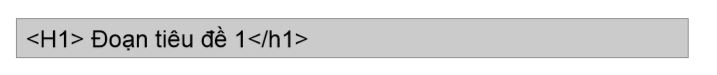 <H1> Đoạn tiêu đề 1</h1>